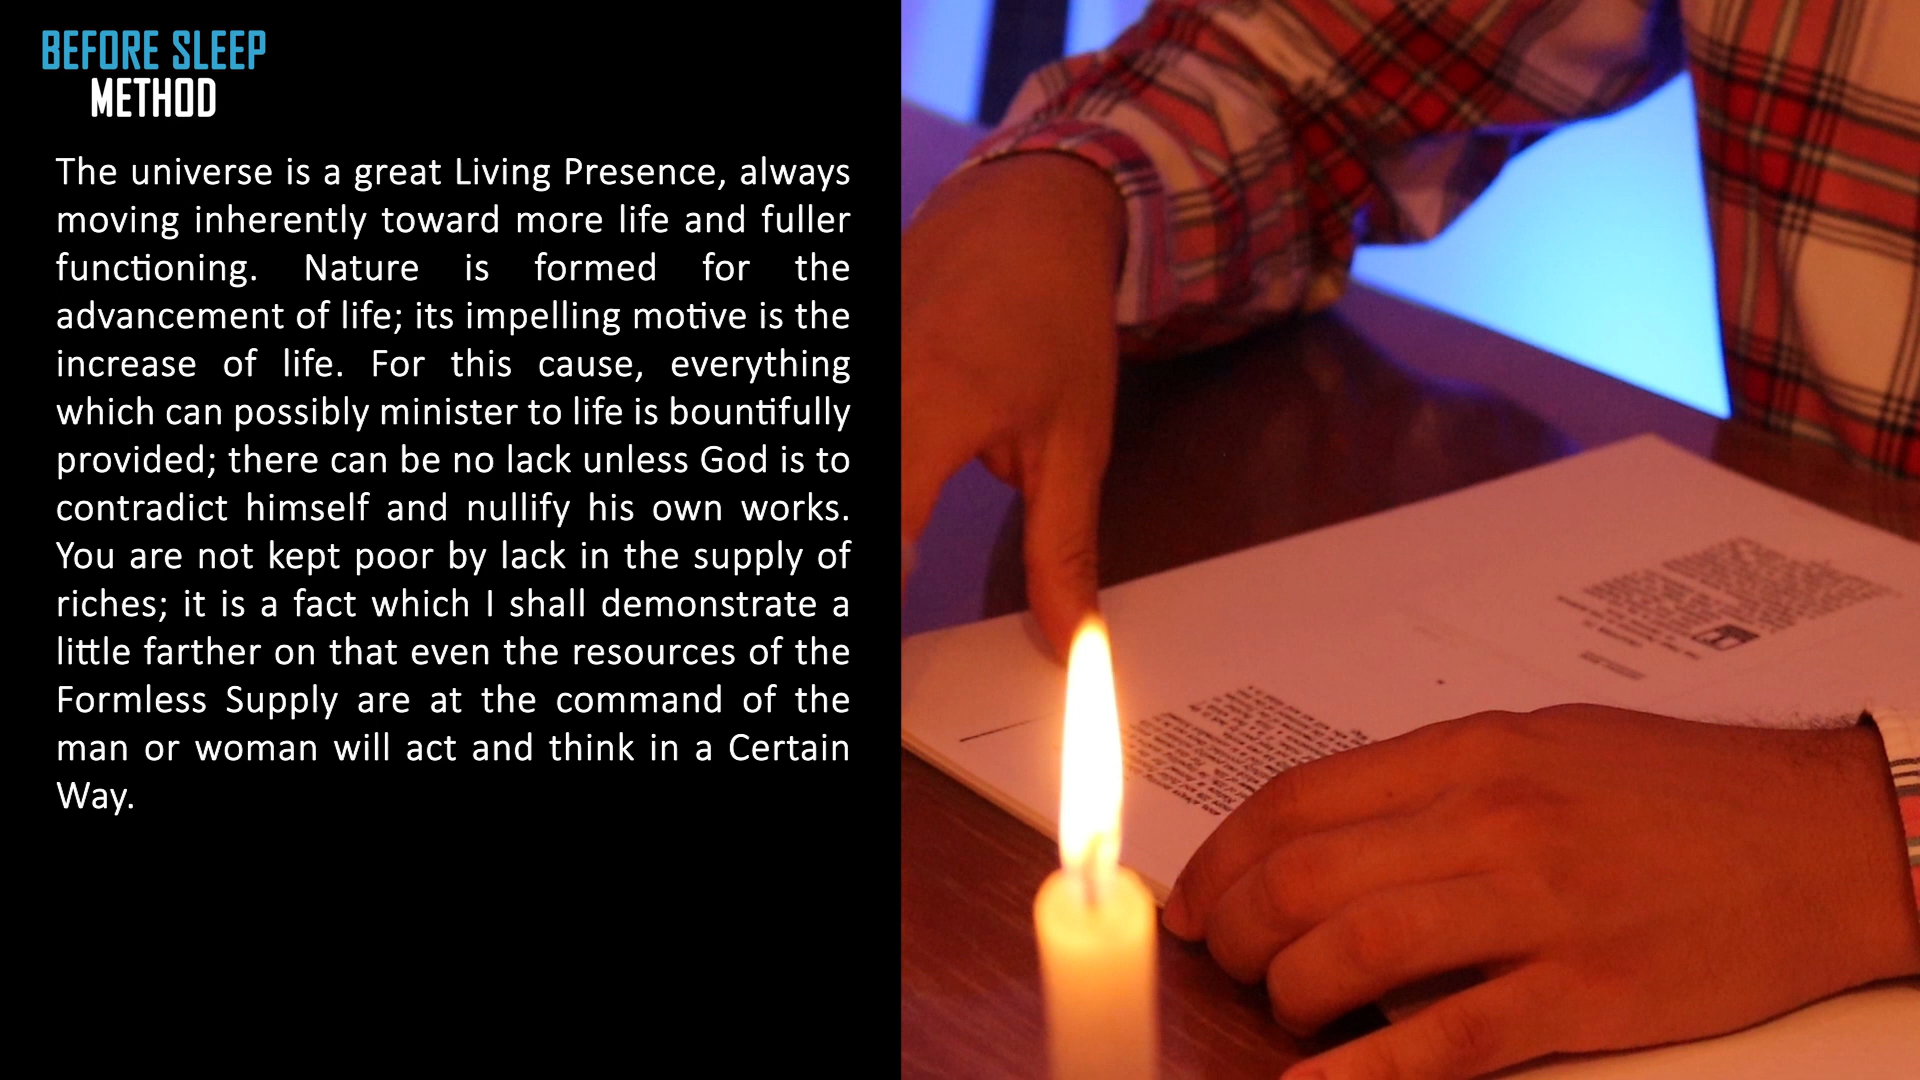 BEFORE SLEEP
METHOD
The universe is a great Living Presence, always
moving inherently toward more life and fuller
functioning. Nature is formed for the
advancement of life; its impelling motive is the
increase of life. For this cause, everything
which can possibly minister to life is bountifully
provided; there can be no lack unless God is to
contradict himself and nullify his own works.
You are not kept poor by lack in the supply of
riches; it is a fact which I shall demonstrate a
little farther on that even the resources of the
Formless Supply are at the command of the
man or woman will act and think in a Certain
Way.